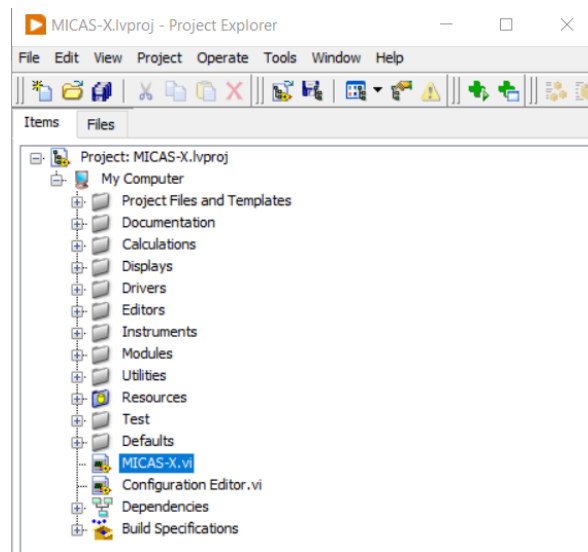 MICAS-X.lvproj - Project Explorer
File Edit View Project Operate Tools Window Help
Items Files
Project: MICAS-X.lvproj
My Computer
Project Files and Templates
Documentation
Calculations
Displays
Drivers
Editors
Instruments
Modules
Utilities
Resources
Test
Defaults
MICAS-X.vi
Configuration Editor.vi
Dependencies
Build Specifications